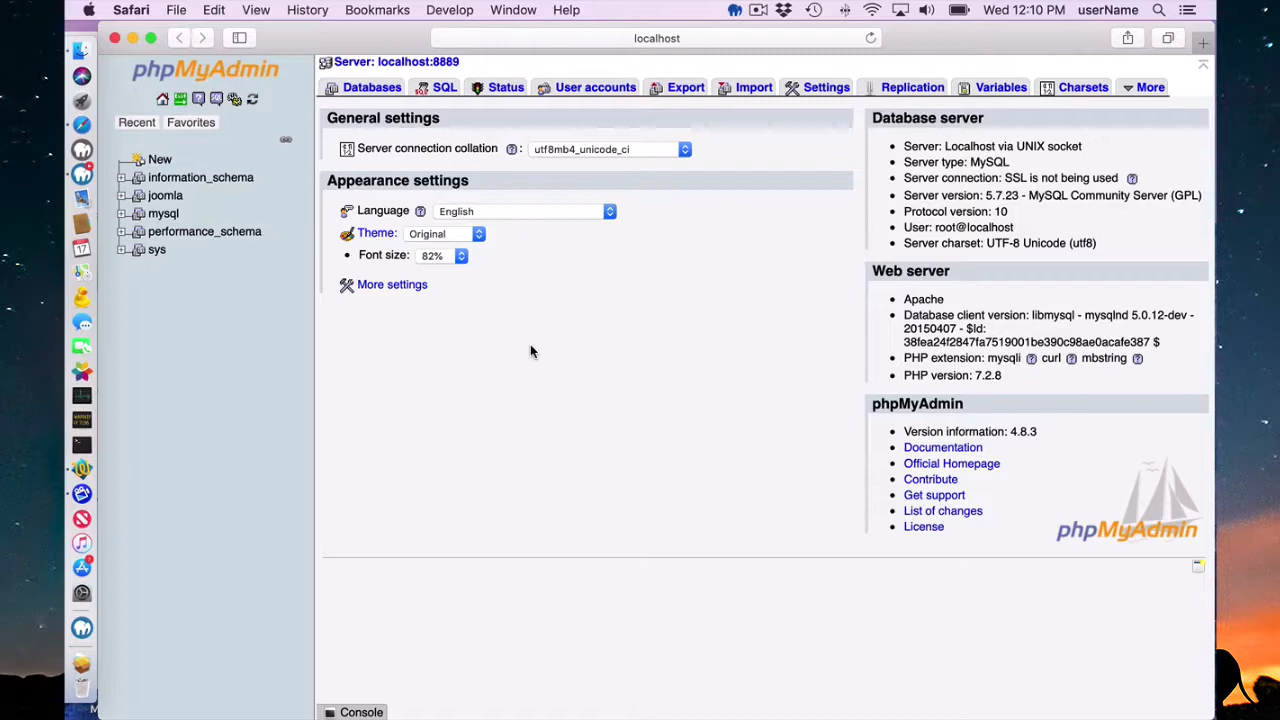 Safari File Edit View History Bookmarks Develop Window Help Wed 12:10 PM userName
localhost
phpMyAdmin
Server: localhost:8889
Databases SQL Status User accounts Export Import Settings Replication Variables Charsets More
Recent Favorites
New
information_schema
joomla
mysql
performance_schema
sys
General settings
Server connection collation : utf8mb4_unicode_ci
Appearance settings
Language English
Theme: Original
Font size: 82%
More settings
Database server
Server: Localhost via UNIX socket
Server type: MySQL
Server connection: SSL is not being used
Server version: 5.7.23 - MySQL Community Server (GPL)
Protocol version: 10
User: root@localhost
Server charset: UTF-8 Unicode (utf8)
Web server
Apache
Database client version: libmysql - mysqlnd 5.0.12-dev -
20150407 - $Id:
38fea24f2847fa7519001be390c98ae0acafe387 $
PHP extension: mysqli curl mbstring
PHP version: 7.2.8
phpMyAdmin
Version information: 4.8.3
Documentation
Official Homepage
Contribute
Get support
List of changes
License
phpMyAdmin
Console